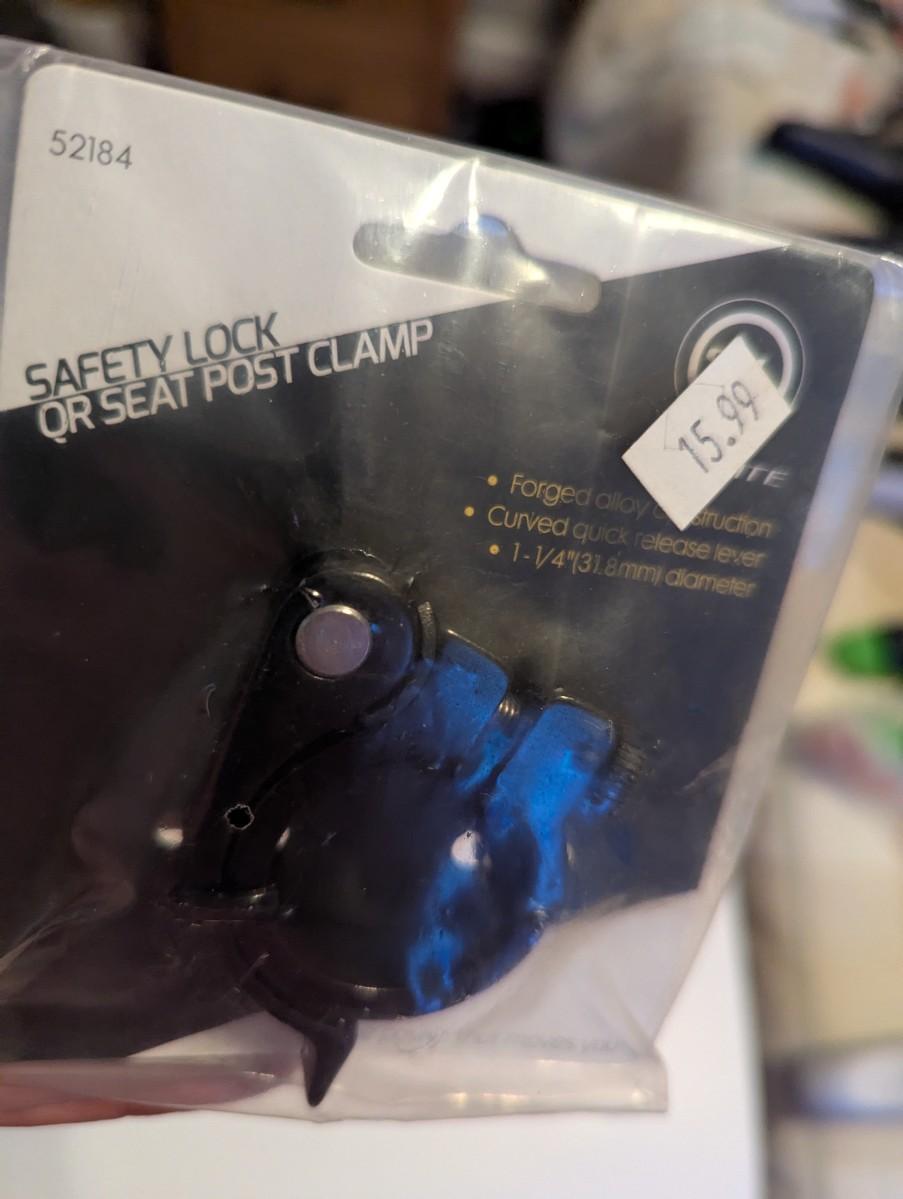 52184
SAFETY LOCK
QR SEAT POST CLAMP
15.99
• Forged alloy
• Curved quick release lever
• 1-1/4"(31.8mm) diameter